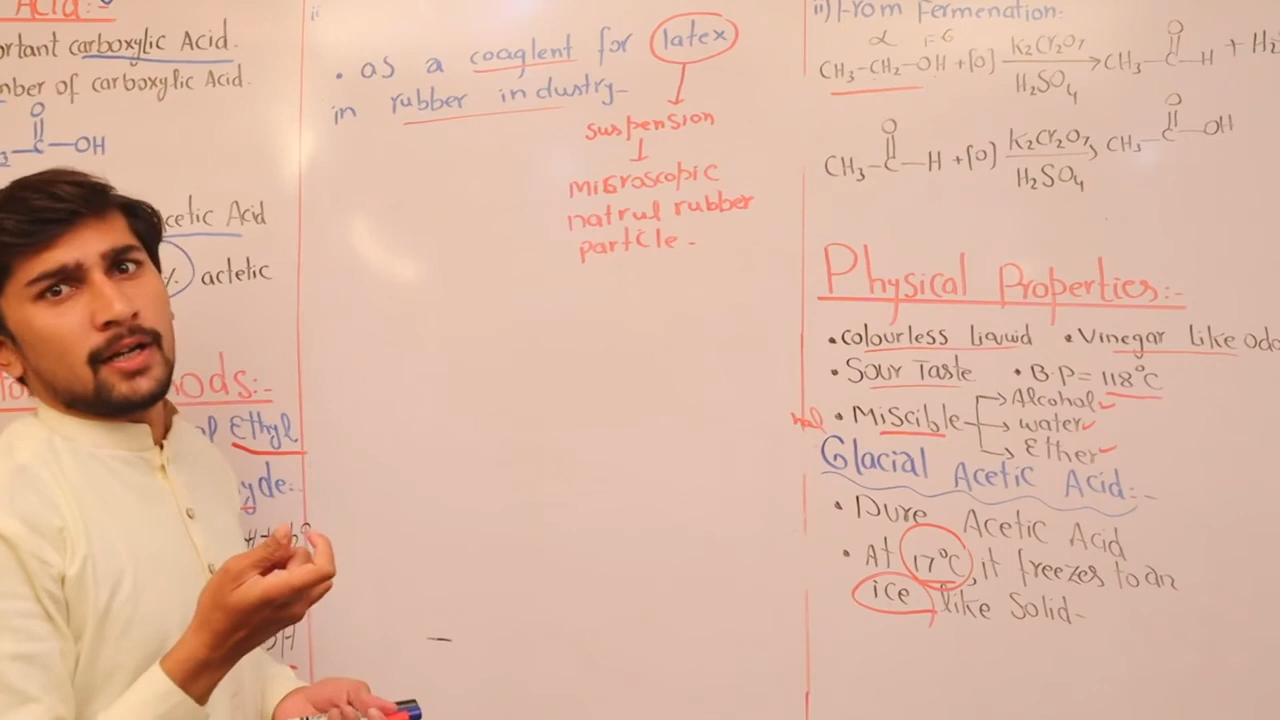 Acid:-
ortant carboxylic Acid.
mber of carboxylic Acid.
O
C—OH
cetic Acid
%. actetic
ods:-
of Ethyl
yde:-
• as a coaglent for latex
in rubber industry-
suspension
microscopic
natrul rubber
particle-
ii) From Fermenation:
α F-G
CH3-CH2-OH+[O] K2Cr2O7 H2SO4 CH3-C-H + H2
O
CH3-C-H+[O] K2Cr2O7 H2SO4 CH3-C-OH
O O
Physical Properties:-
• colourless liquid • Vinegar like odo
• Sour Taste • B.P= 118°C
• Miscible Alcohol
water
Ether
Glacial Acetic Acid:-
• Pure Acetic Acid
• At 17°C, it freezes to an
ice like Solid-